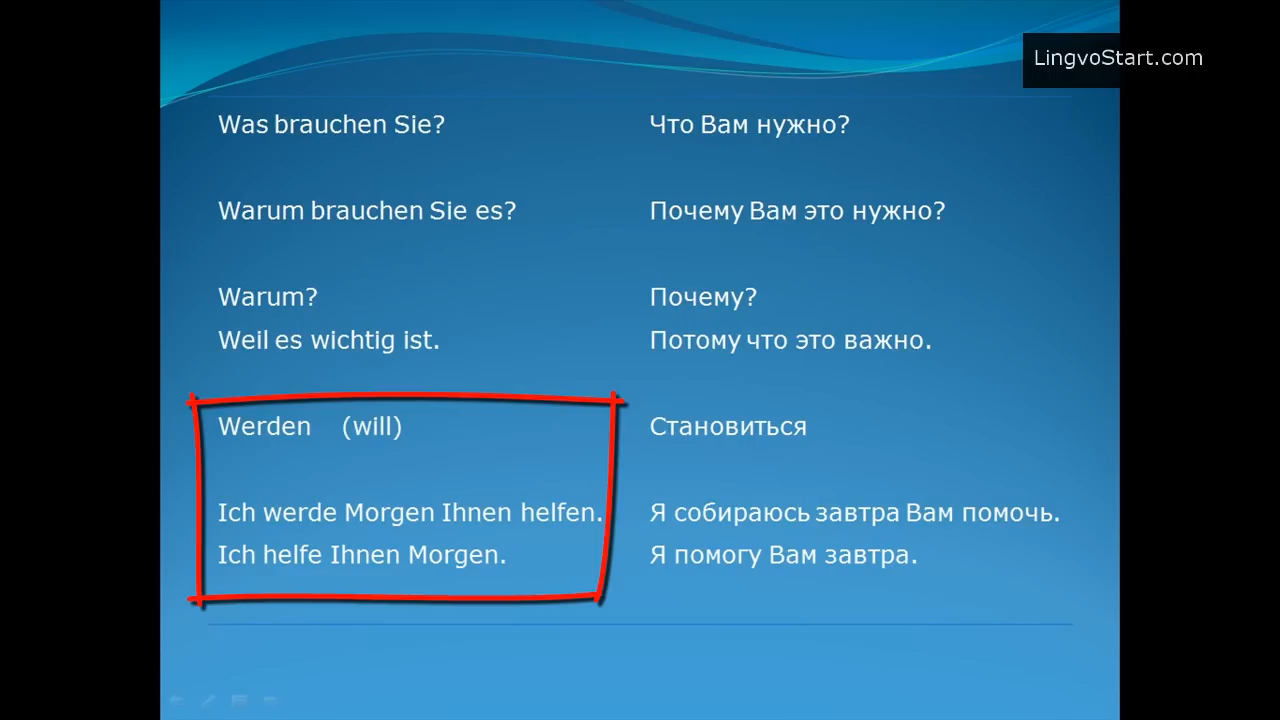 LingvoStart.com
Was brauchen Sie? Что Вам нужно?
Warum brauchen Sie es? Почему Вам это нужно?
Warum? Почему?
Weil es wichtig ist. Потому что это важно.
Werden (will) Становиться
Ich werde Morgen Ihnen helfen. Я собираюсь завтра Вам помочь.
Ich helfe Ihnen Morgen. Я помогу Вам завтра.